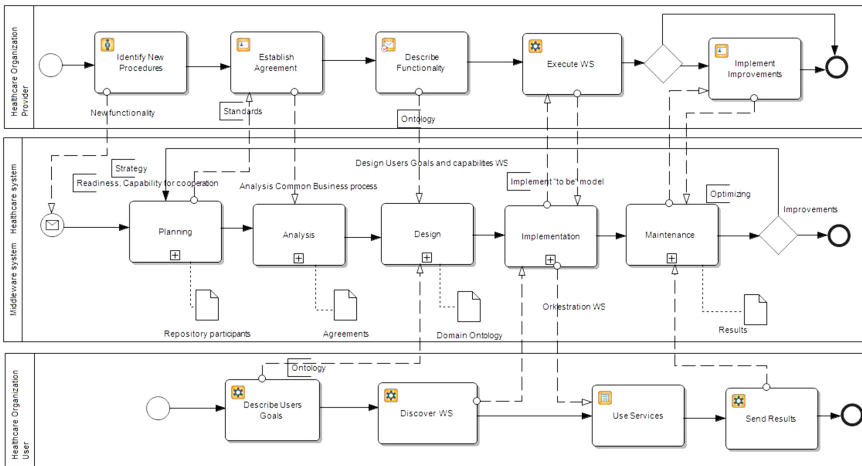 Healthcare Organization
Provider
Identify New
Procedures
Establish
Agreement
Describe
Functionality
Execute WS
Implement
Improvements
New functionality
Standards
Ontology
Middleware system    Healthcare system
Strategy
Readiness, Capability for cooperation
Analysis Common Business process
Design Users Goals and capabilities WS
Implement "to be" model
Optimizing
Improvements
Planning
Analysis
Design
Implementation
Maintenance
Repository participants
Agreements
Domain Ontology
Orkestration WS
Results
Healthcare Organization
User
Ontology
Describe Users
Goals
Discover WS
Use Services
Send Results